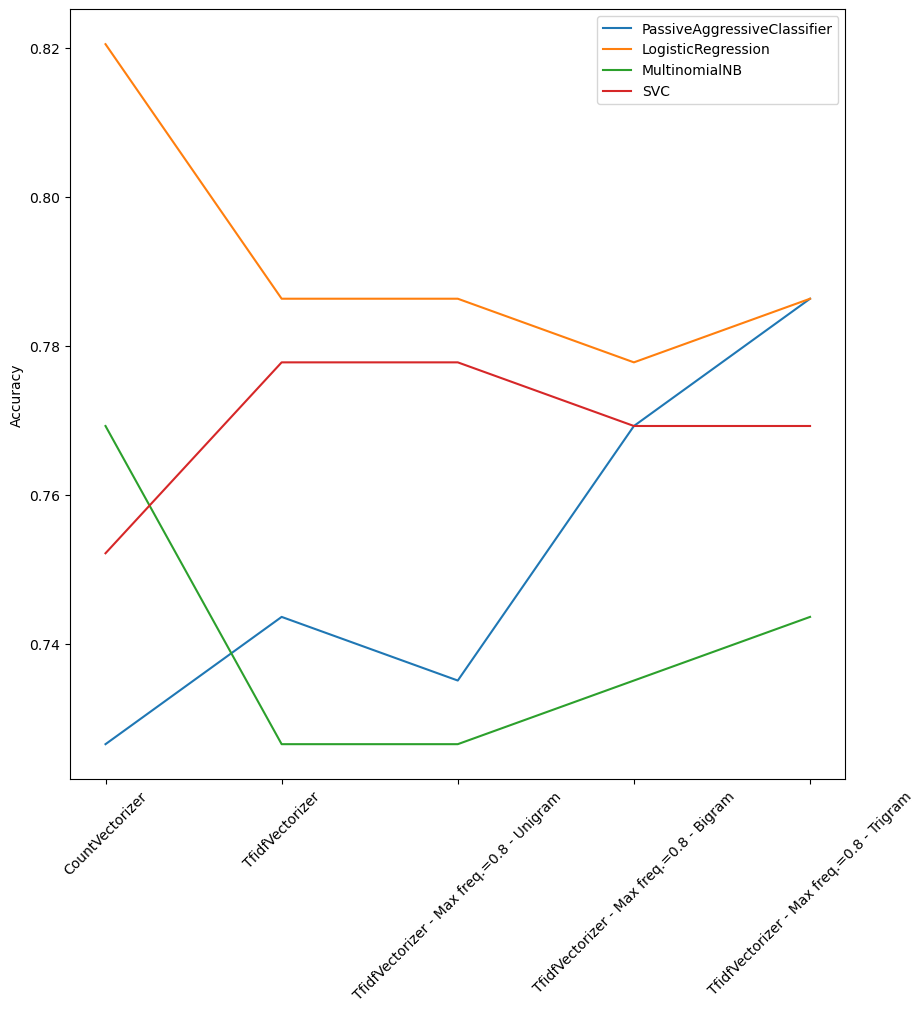 PassiveAggressiveClassifier
LogisticRegression
MultinomialNB
SVC
0.82
0.80
0.78
0.76
0.74
Accuracy
CountVectorizer
TfidfVectorizer
TfidfVectorizer - Max freq.=0.8 - Unigram
TfidfVectorizer - Max freq.=0.8 - Bigram
TfidfVectorizer - Max freq.=0.8 - Trigram